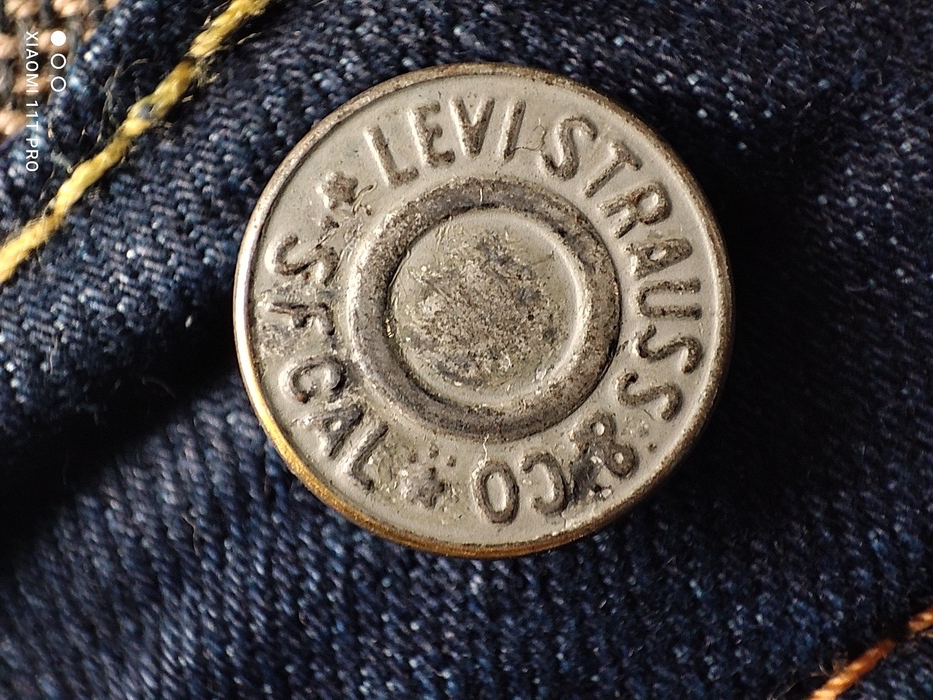 LEVI STRAUSS & CO
S F CAL
XIAOMI 11T PRO